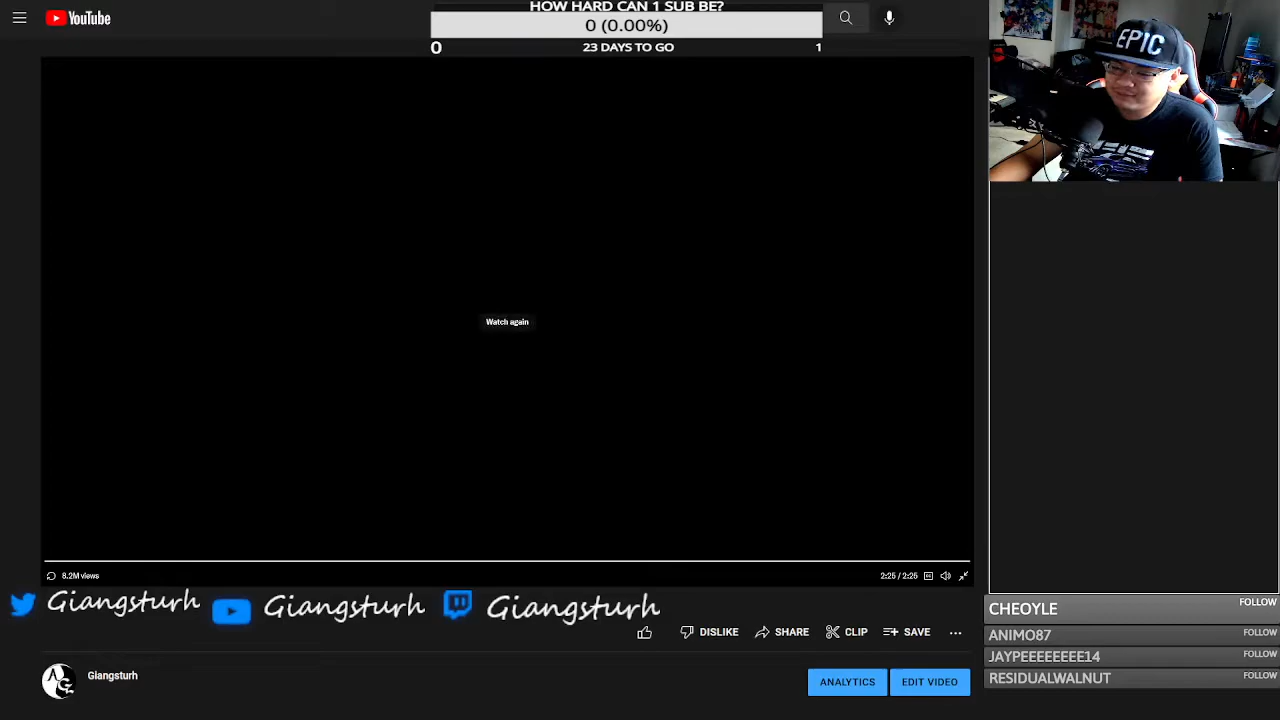 YouTube
HOW HARD CAN 1 SUB BE?
0 (0.00%)
0 23 DAYS TO GO 1
EPIC
Watch again
8.2M views
2:25 / 2:25
Giangsturh Giangsturh Giangsturh
DISLIKE SHARE CLIP SAVE
Giangsturh
ANALYTICS EDIT VIDEO
CHEOYLE FOLLOW
ANIMO87 FOLLOW
JAYPEEEEEEEE14 FOLLOW
RESIDUALWALNUT FOLLOW